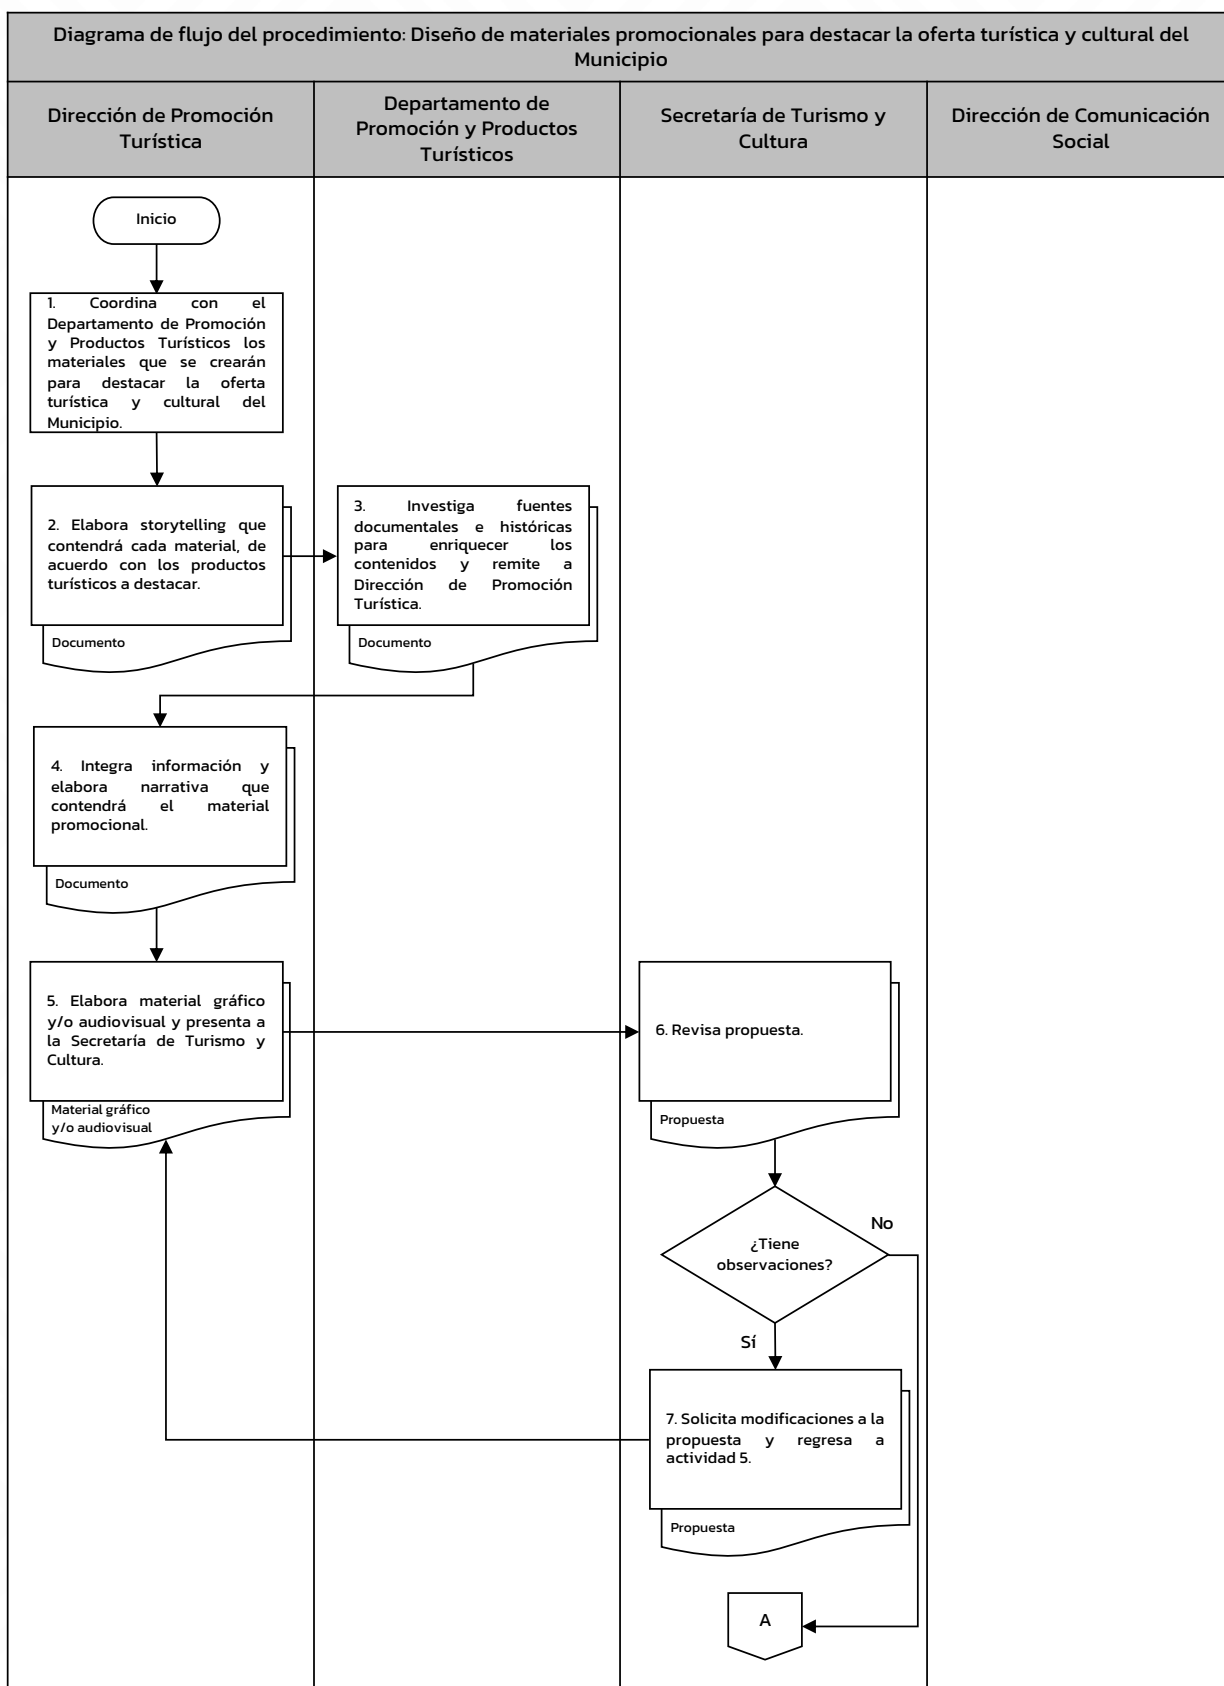 Diagrama de flujo del procedimiento: Diseño de materiales promocionales para destacar la oferta turística y cultural del
Municipio
Dirección de Promoción
Turística
Departamento de
Promoción y Productos
Turísticos
Secretaría de Turismo y
Cultura
Dirección de Comunicación
Social
Inicio
1. Coordina con el
Departamento de Promoción
y Productos Turísticos los
materiales que se crearán
para destacar la oferta
turística y cultural del
Municipio.
2. Elabora storytelling que
contendrá cada material, de
acuerdo con los productos
turísticos a destacar.
Documento
3. Investiga fuentes
documentales e históricas
para enriquecer los
contenidos y remite a
Dirección de Promoción
Turística.
Documento
4. Integra información y
elabora narrativa que
contendrá el material
promocional.
Documento
5. Elabora material gráfico
y/o audiovisual y presenta a
la Secretaría de Turismo y
Cultura.
Material gráfico
y/o audiovisual
6. Revisa propuesta.
Propuesta
¿Tiene
observaciones?
No
Sí
7. Solicita modificaciones a la
propuesta y regresa a
actividad 5.
Propuesta
A